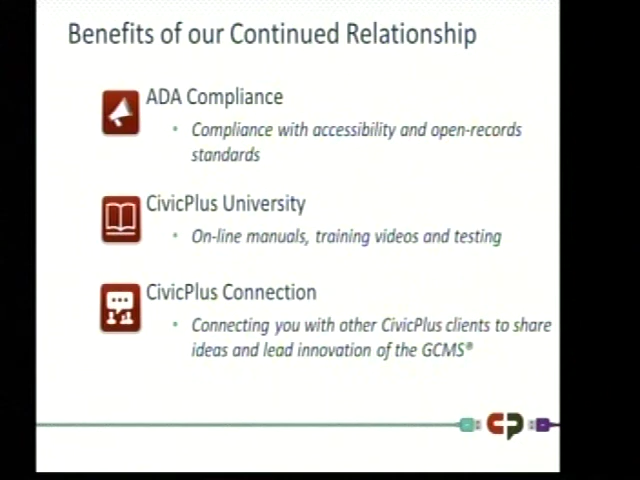 Benefits of our Continued Relationship
ADA Compliance
• Compliance with accessibility and open-records
standards
CivicPlus University
• On-line manuals, training videos and testing
CivicPlus Connection
• Connecting you with other CivicPlus clients to share
ideas and lead innovation of the GCMS®
cp